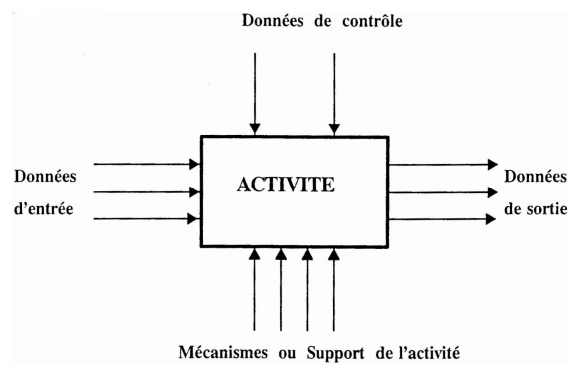 Données de contrôle
Données
d'entrée
ACTIVITE
Données
de sortie
Mécanismes ou Support de l'activité